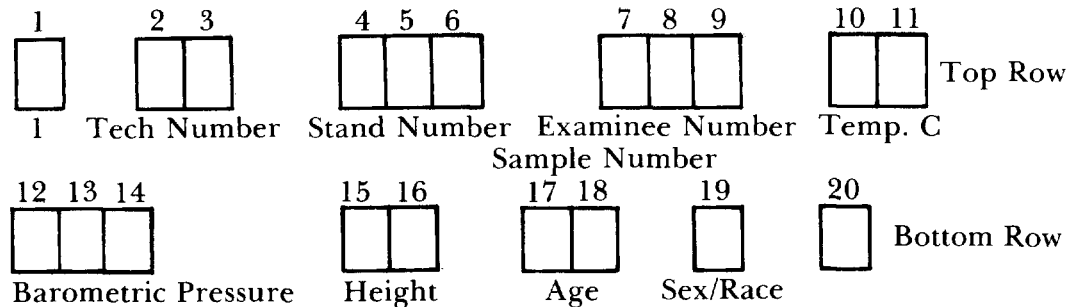 1 2 3 4 5 6 7 8 9 10 11
Top Row
1 Tech Number Stand Number Examinee Number Temp. C
Sample Number
12 13 14 15 16 17 18 19 20
Bottom Row
Barometric Pressure Height Age Sex/Race